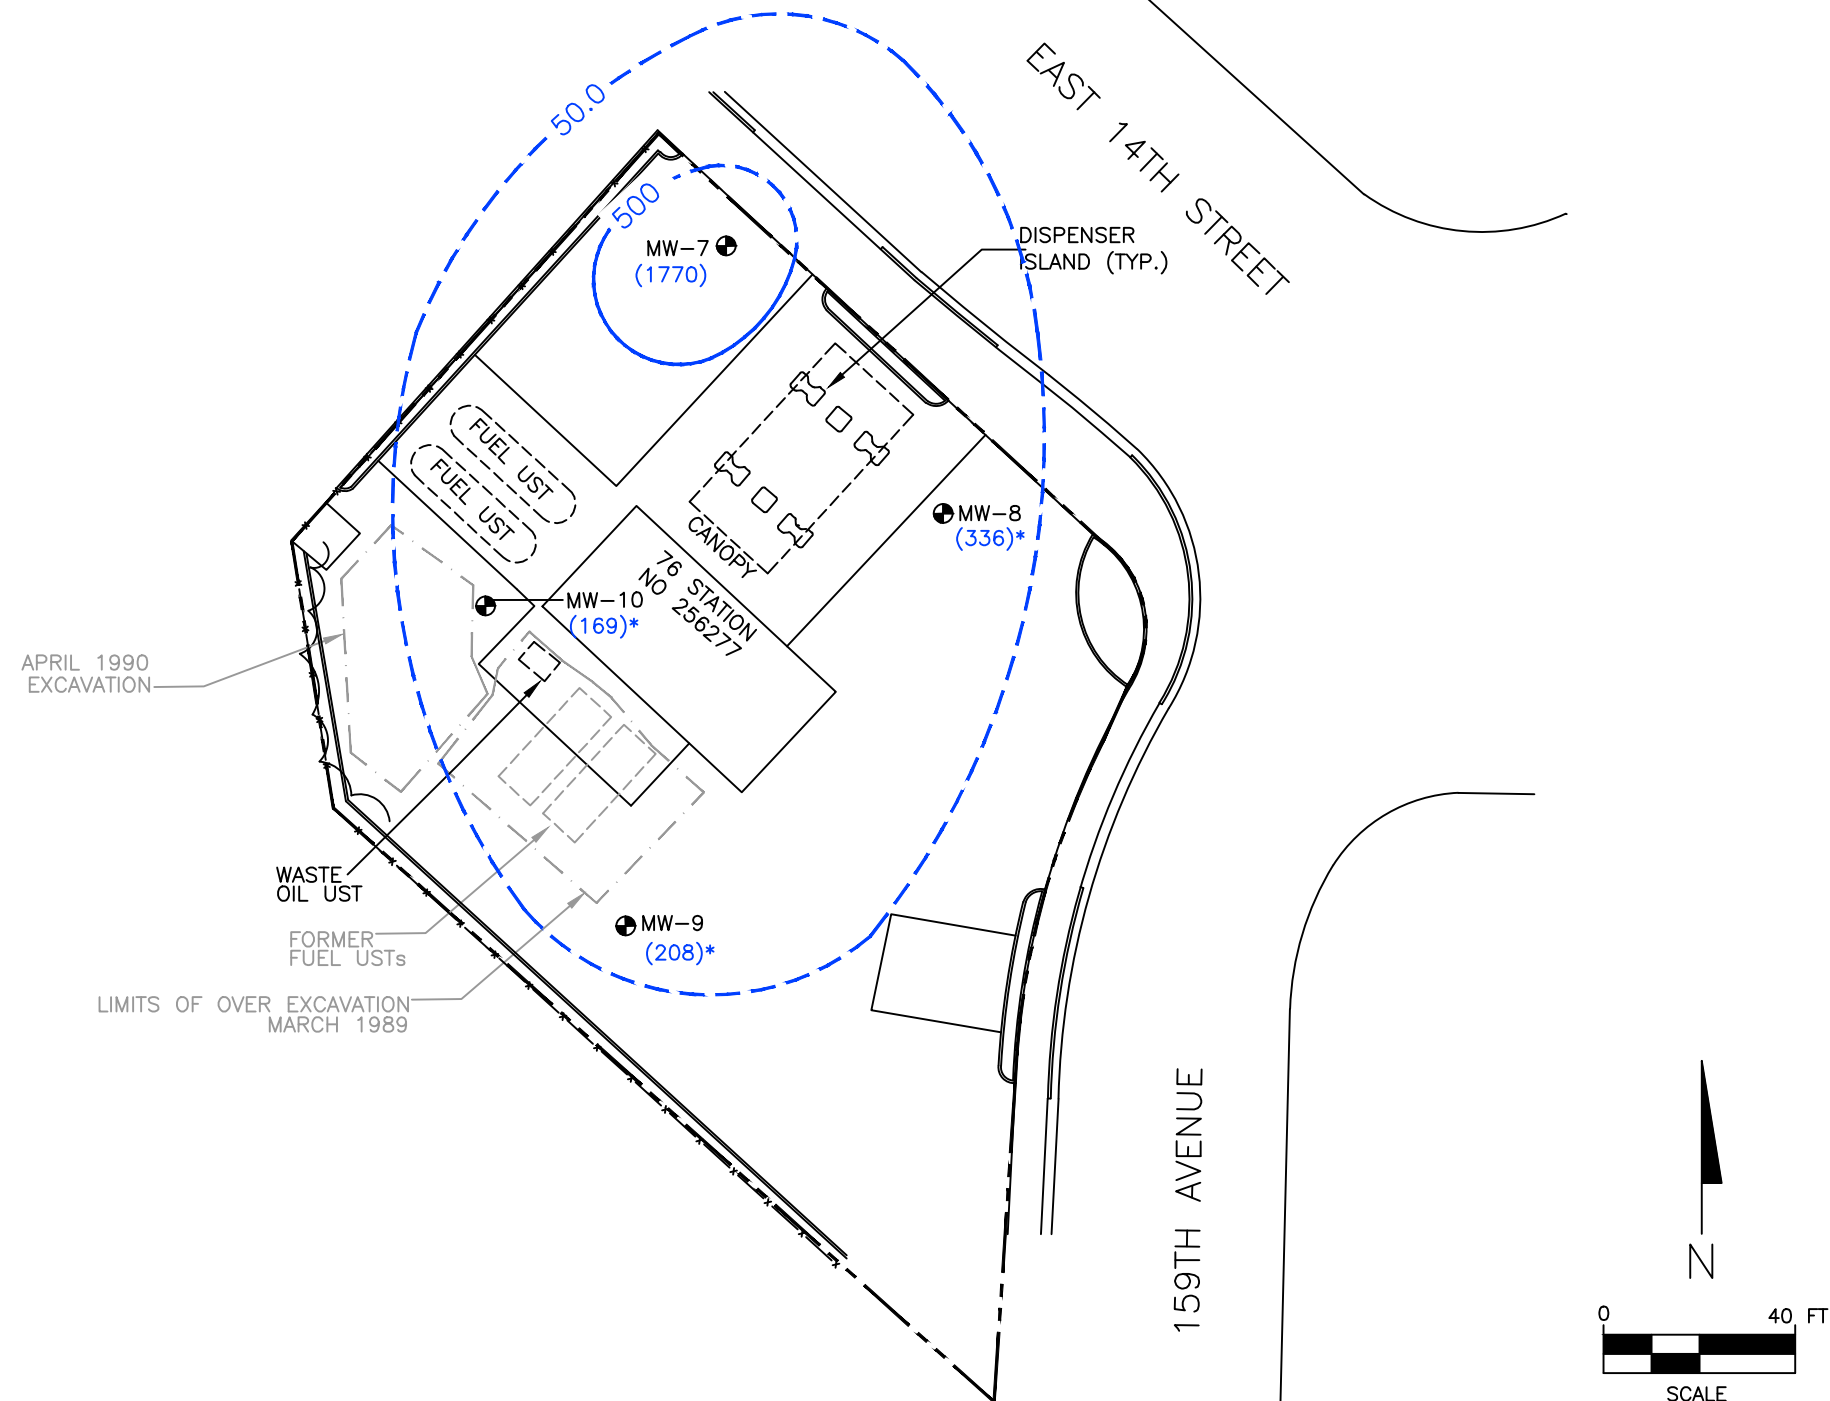 50.0
EAST 14TH STREET
500
MW-7
(1770)
DISPENSER
ISLAND (TYP.)
FUEL UST
FUEL UST
CANOPY
MW-8
(336)*
76 STATION
NO 256277
MW-10
(169)*
APRIL 1990
EXCAVATION
WASTE
OIL UST
MW-9
(208)*
FORMER
FUEL USTs
LIMITS OF OVER EXCAVATION
MARCH 1989
159TH AVENUE
N
0 40 FT
SCALE